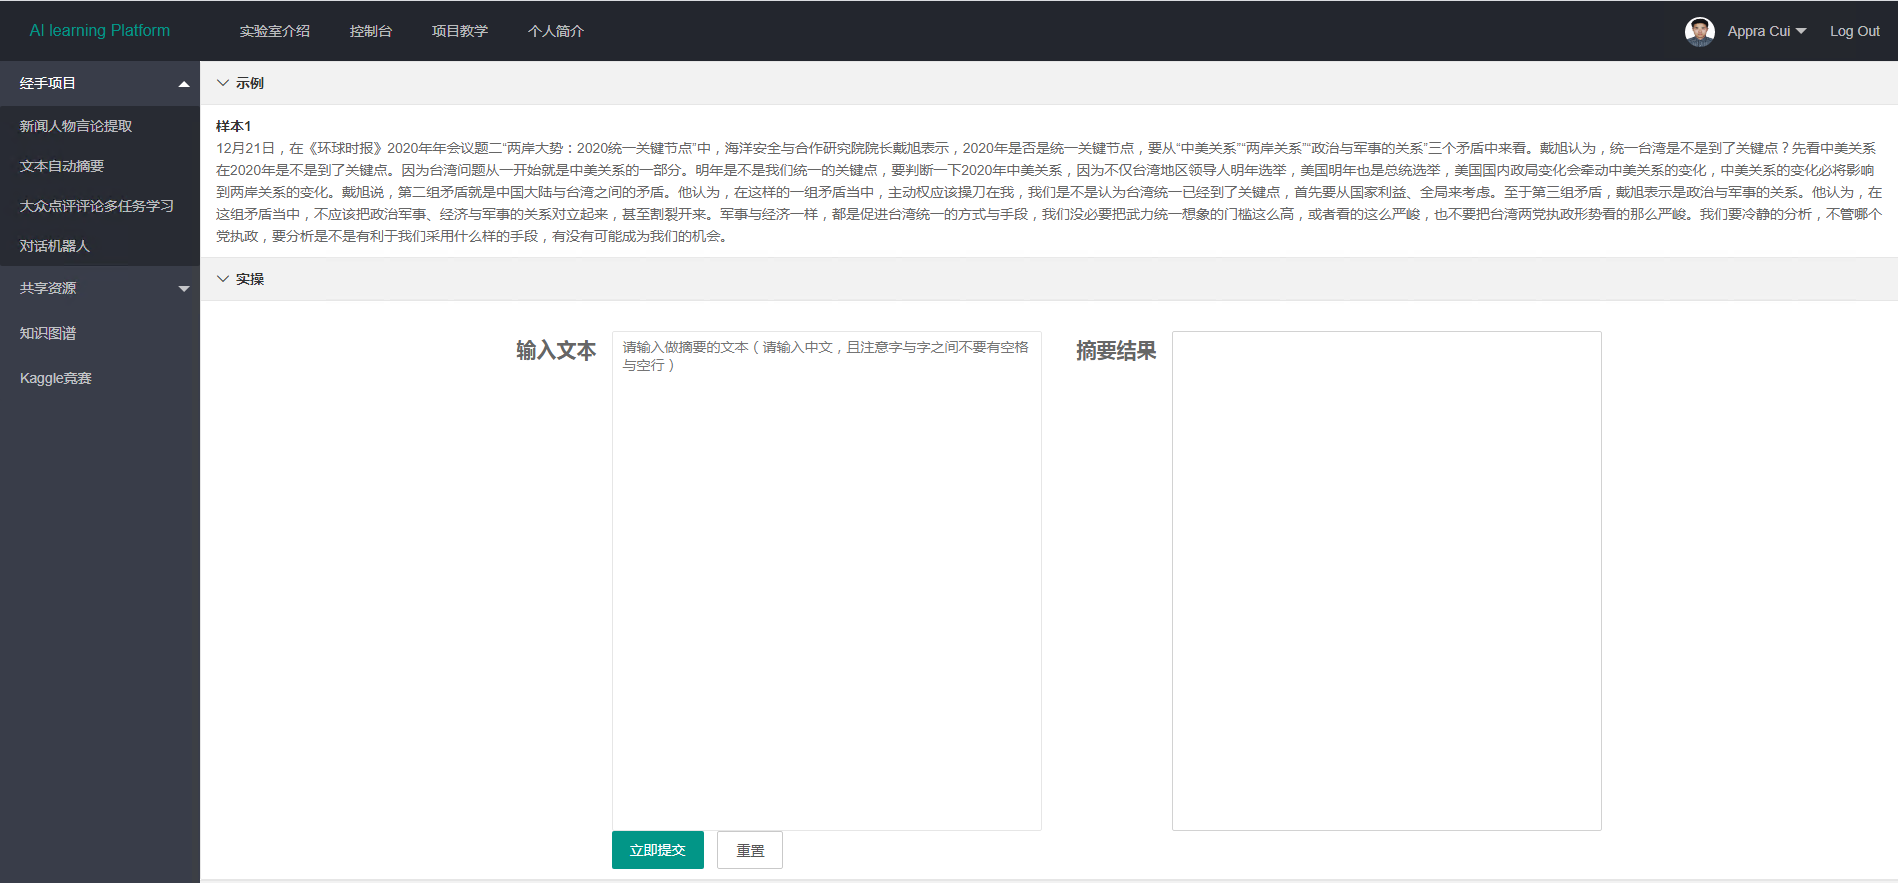 AI learning Platform
实验室介绍
控制台
项目教学
个人简介
Appra Cui
Log Out
经手项目
新闻人物言论提取
文本自动摘要
大众点评评论多任务学习
对话机器人
共享资源
知识图谱
Kaggle竞赛
示例
样本1
12月21日，在《环球时报》2020年年会议题二“两岸大势：2020统一关键节点”中，海洋安全与合作研究院院长戴旭表示，2020年是否是统一关键节点，要从“中美关系”“两岸关系”“政治与军事的关系”三个矛盾中来看。戴旭认为，统一台湾是不是到了关键点？先看中美关系
在2020年是不是到了关键点。因为台湾问题从一开始就是中美关系的一部分。明年是不是我们统一的关键点，要判断一下2020年中美关系，因为不仅台湾地区领导人明年选举，美国明年也是总统选举，美国国内政局变化会牵动中美关系的变化，中美关系的变化必将影响
到两岸关系的变化。戴旭说，第二组矛盾就是中国大陆与台湾之间的矛盾。他认为，在这样的一组矛盾当中，主动权应该操刀在我，我们是不是认为台湾统一已经到了关键点，首先要从国家利益、全局来考虑。至于第三组矛盾，戴旭表示是政治与军事的关系。他认为，在
这组矛盾当中，不应该把政治军事、经济与军事的关系对立起来，甚至割裂开来。军事与经济一样，都是促进台湾统一的方式与手段，我们没必要把武力统一想象的门槛这么高，或者看的这么严峻，也不要把台湾两党执政形势看的那么严峻。我们要冷静的分析，不管哪个
党执政，要分析是不是有利于我们采用什么样的手段，有没有可能成为我们的机会。
实操
输入文本
请输入做摘要的文本（请输入中文，且注意字与字之间不要有空格
与空行）
摘要结果
立即提交
重置